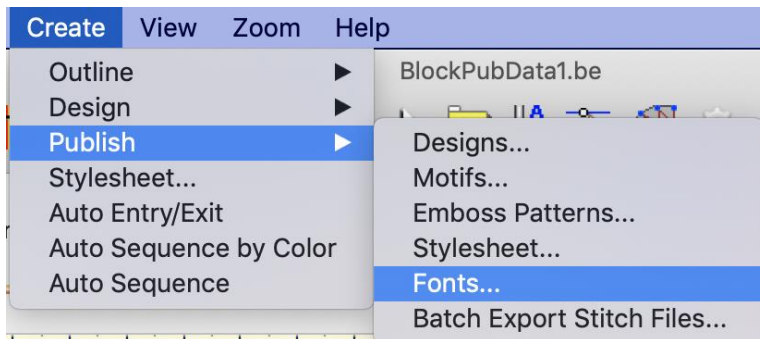 Create View Zoom Help
BlockPubData1.be
Outline
Design
Publish
Stylesheet...
Auto Entry/Exit
Auto Sequence by Color
Auto Sequence
Designs...
Motifs...
Emboss Patterns...
Stylesheet...
Fonts...
Batch Export Stitch Files...